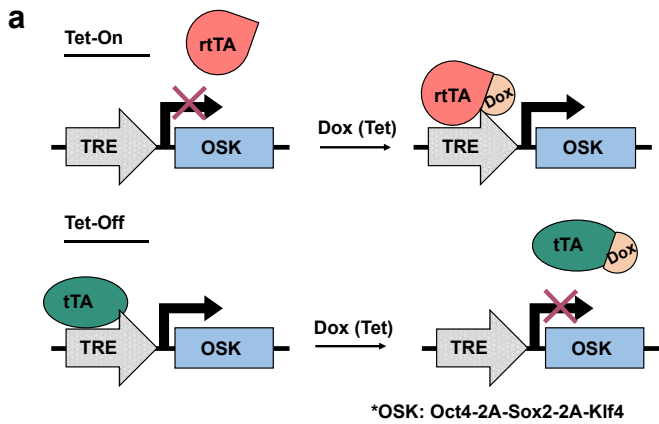 a
Tet-On
rtTA
TRE
OSK
Dox (Tet)
rtTA
Dox
TRE
OSK
Tet-Off
tTA
TRE
OSK
Dox (Tet)
tTA
Dox
TRE
OSK
*OSK: Oct4-2A-Sox2-2A-Klf4